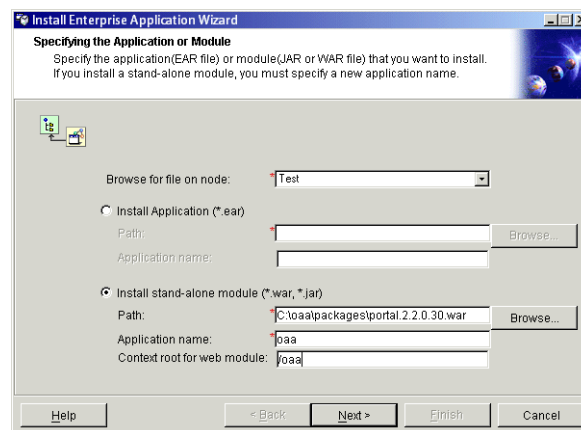 Install Enterprise Application Wizard
Specifying the Application or Module
Specify the application(EAR file) or module(JAR or WAR file) that you want to install.
If you install a stand-alone module, you must specify a new application name.
Browse for file on node: *Test
Install Application (*.ear)
Path: * Browse...
Application name:
Install stand-alone module (*.war, *.jar)
Path: *C:\oaa\packages\portal.2.2.0.30.war Browse...
Application name: *oaa
Context root for web module: /oaa
Help < Back Next > Finish Cancel